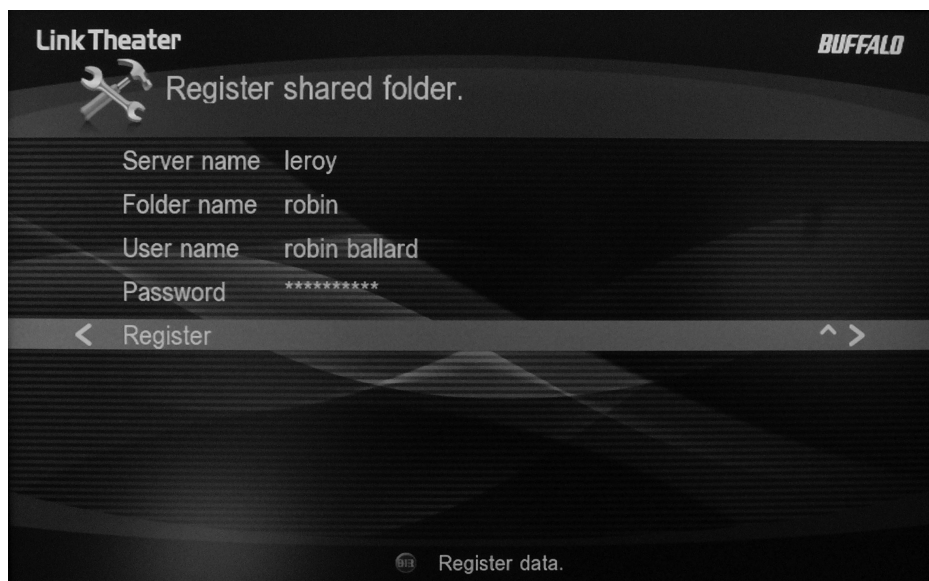 LinkTheater
BUFFALO
Register shared folder.
Server name leroy
Folder name robin
User name robin ballard
Password **********
< Register ^ >
Register data.